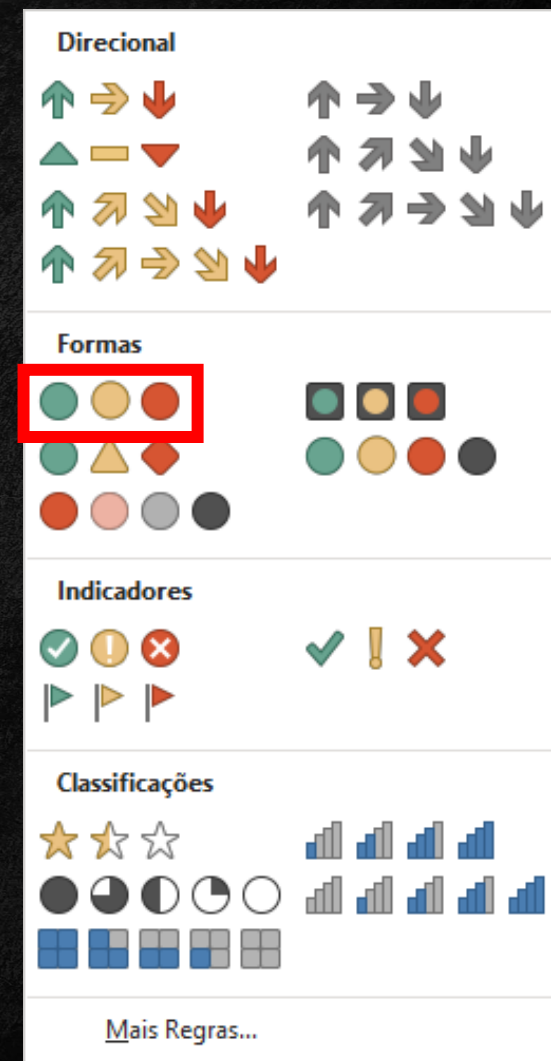 Direcional
Formas
Indicadores
Classificações
Mais Regras...